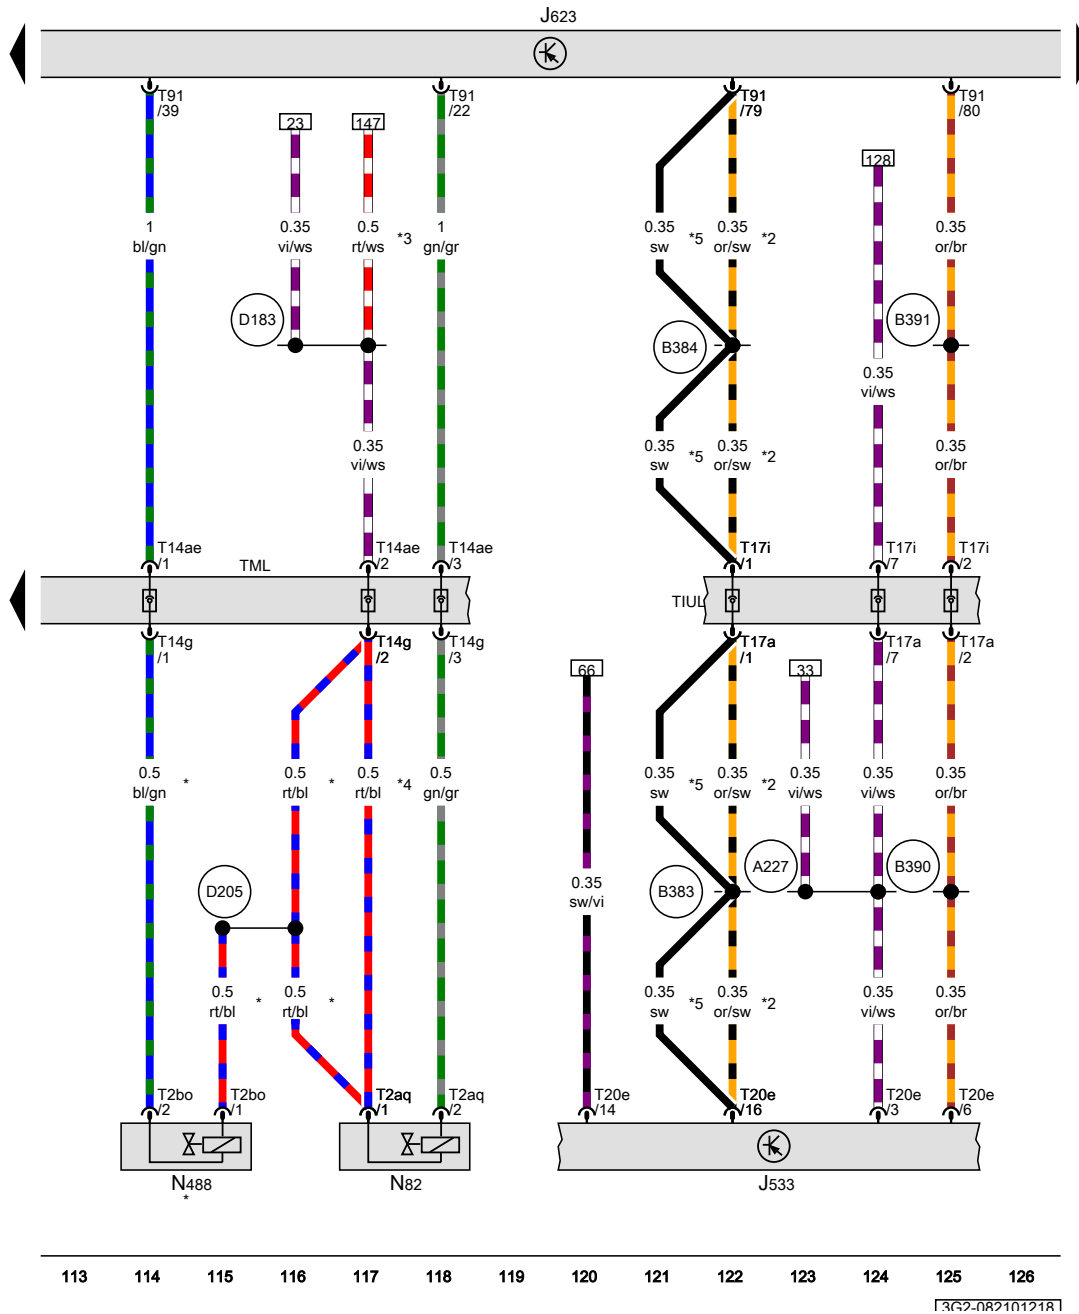 J623
T91 T91 T91 T91
/39 /22 /79 /80
23 147
128
1 0.35 0.5 1 0.35 0.35 0.35
bl/gn vi/ws rt/ws *3 gn/gr sw *5 or/sw *2 or/br
D183 B384 B391
0.35
vi/ws
0.35 0.35 0.35 0.35
vi/ws sw *5 or/sw *2 or/br
T14ae T14ae T14ae T17i T17i T17i
/1 /2 /3 /1 /7 /2
TML
TIUL
T14g T14g T14g T17a T17a T17a
/1 /2 /3 /1 /7 /2
66 33
0.5 0.5 0.5 0.5 0.35 0.35 0.35 0.35 0.35
bl/gn * rt/bl * rt/bl *4 gn/gr sw *5 or/sw *2 vi/ws vi/ws or/br
D205 B383 A227 B390
0.35
sw/vi
0.5 0.5 0.35 0.35 0.35 0.35
rt/bl * rt/bl * sw *5 or/sw *2 vi/ws or/br
T2bo T2bo T2aq T2aq T20e T20e T20e T20e
/2 /1 /1 /2 /14 /16 /3 /6
N488 N82 J533
*
113 114 115 116 117 118 119 120 121 122 123 124 125 126
3G2-082101218